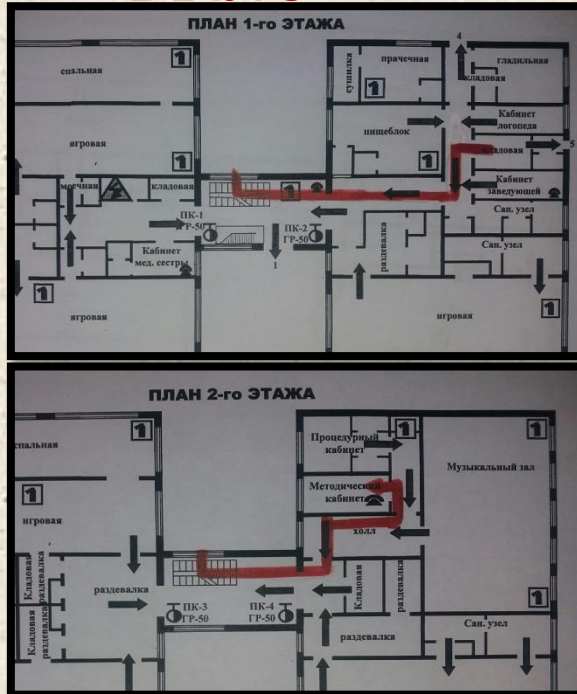 ПЛАН 1-го ЭТАЖА
спальная
сушилка
прачечная
4
гладильная
кладовая
игровая
пищеблок
Кабинет
логопеда
кладовая
5
моечная
кладовая
Кабинет
заведующей
ПК-1
ГР-50
ПК-2
ГР-50
Сан. узел
Кабинет
мед. сестры
1
раздевалка
Сан. узел
игровая
игровая
ПЛАН 2-го ЭТАЖА
спальная
Процедурный
кабинет
Музыкальный зал
Методический
кабинет
игровая
холл
Кладовая
раздевалка
раздевалка
Кладовая
раздевалка
ПК-3
ГР-50
ПК-4
ГР-50
Кладовая
раздевалка
раздевалка
Сан. узел